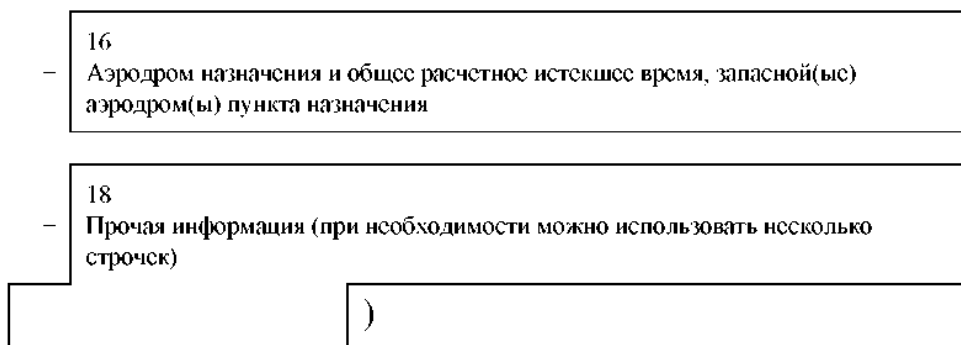 16
– Аэродром назначения и общее расчетное истекшее время, запасной(ые)
аэродром(ы) пункта назначения
18
– Прочая информация (при необходимости можно использовать несколько
строчек)
)